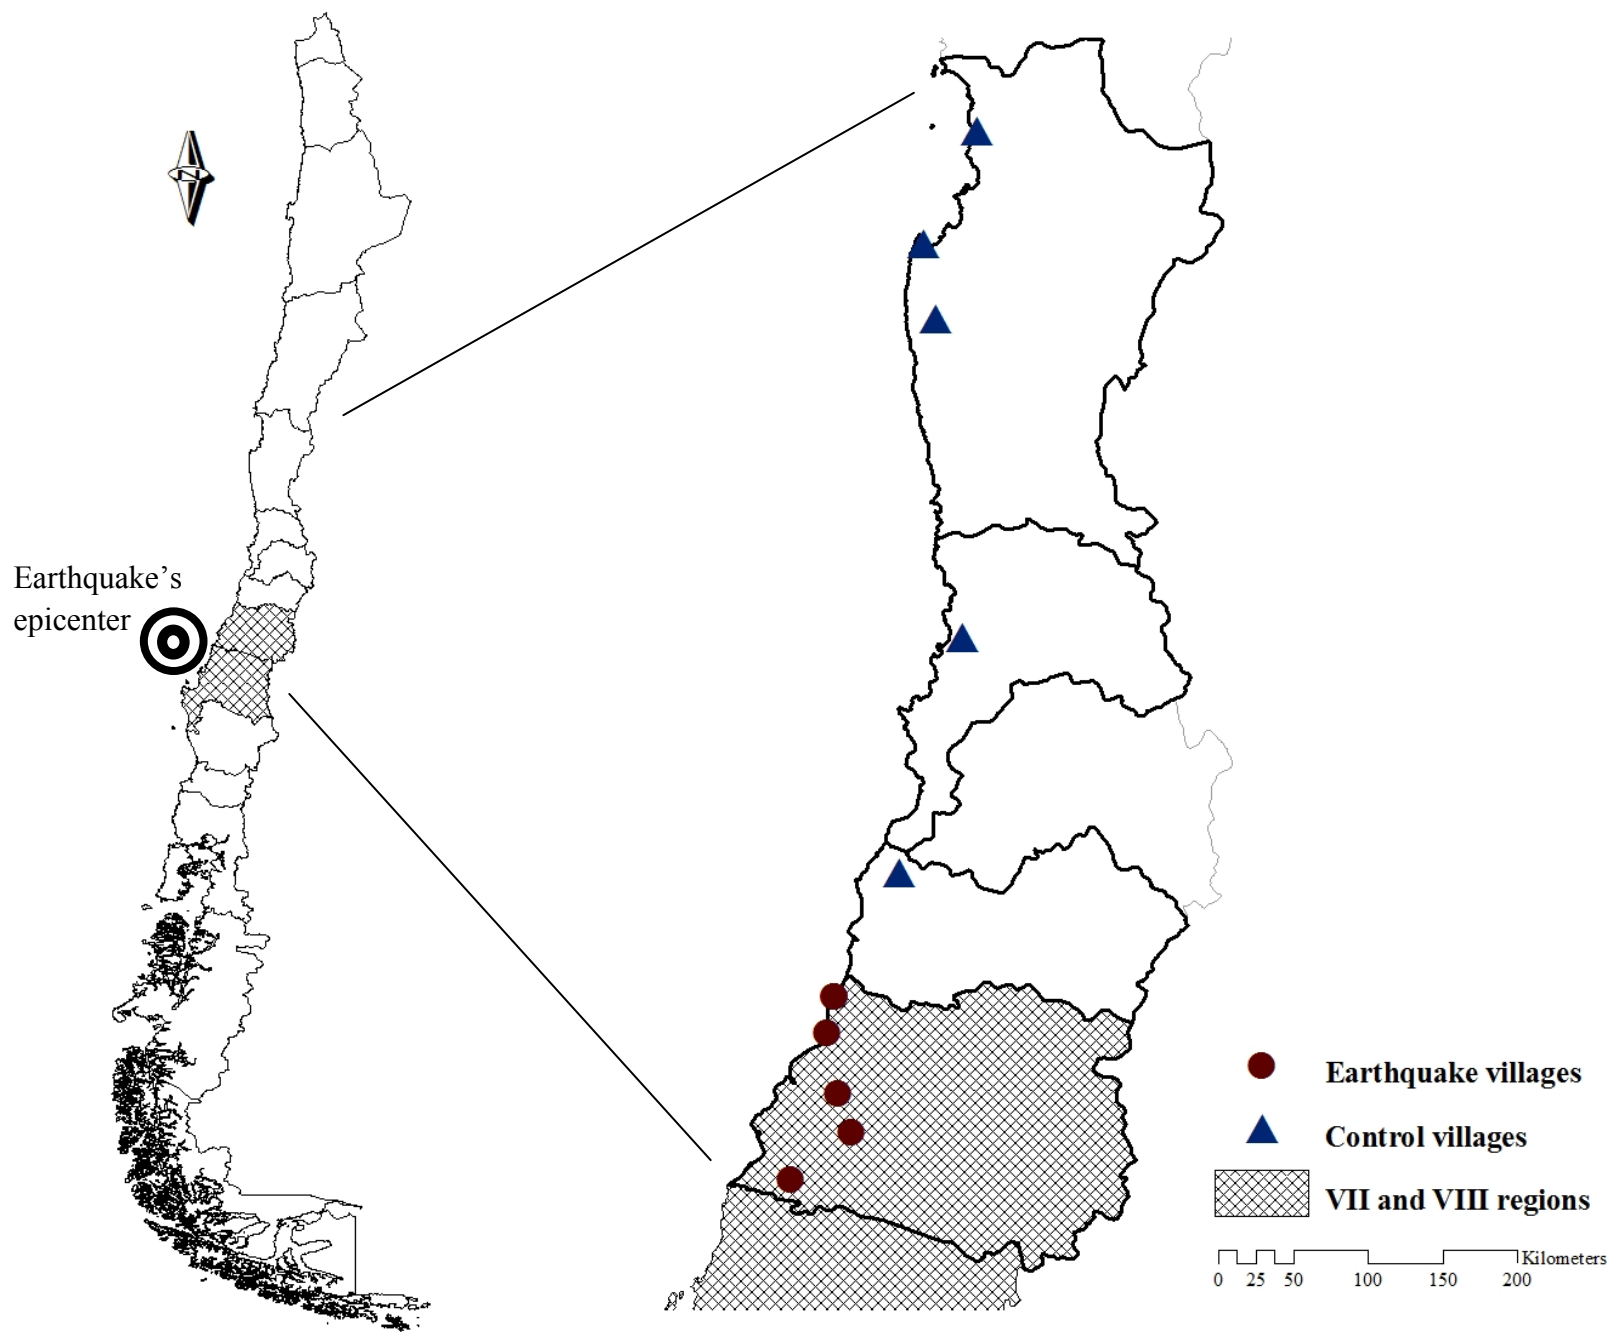 N
Earthquake’s
epicenter
Earthquake villages
Control villages
VII and VIII regions
Kilometers
0 25 50 100 150 200